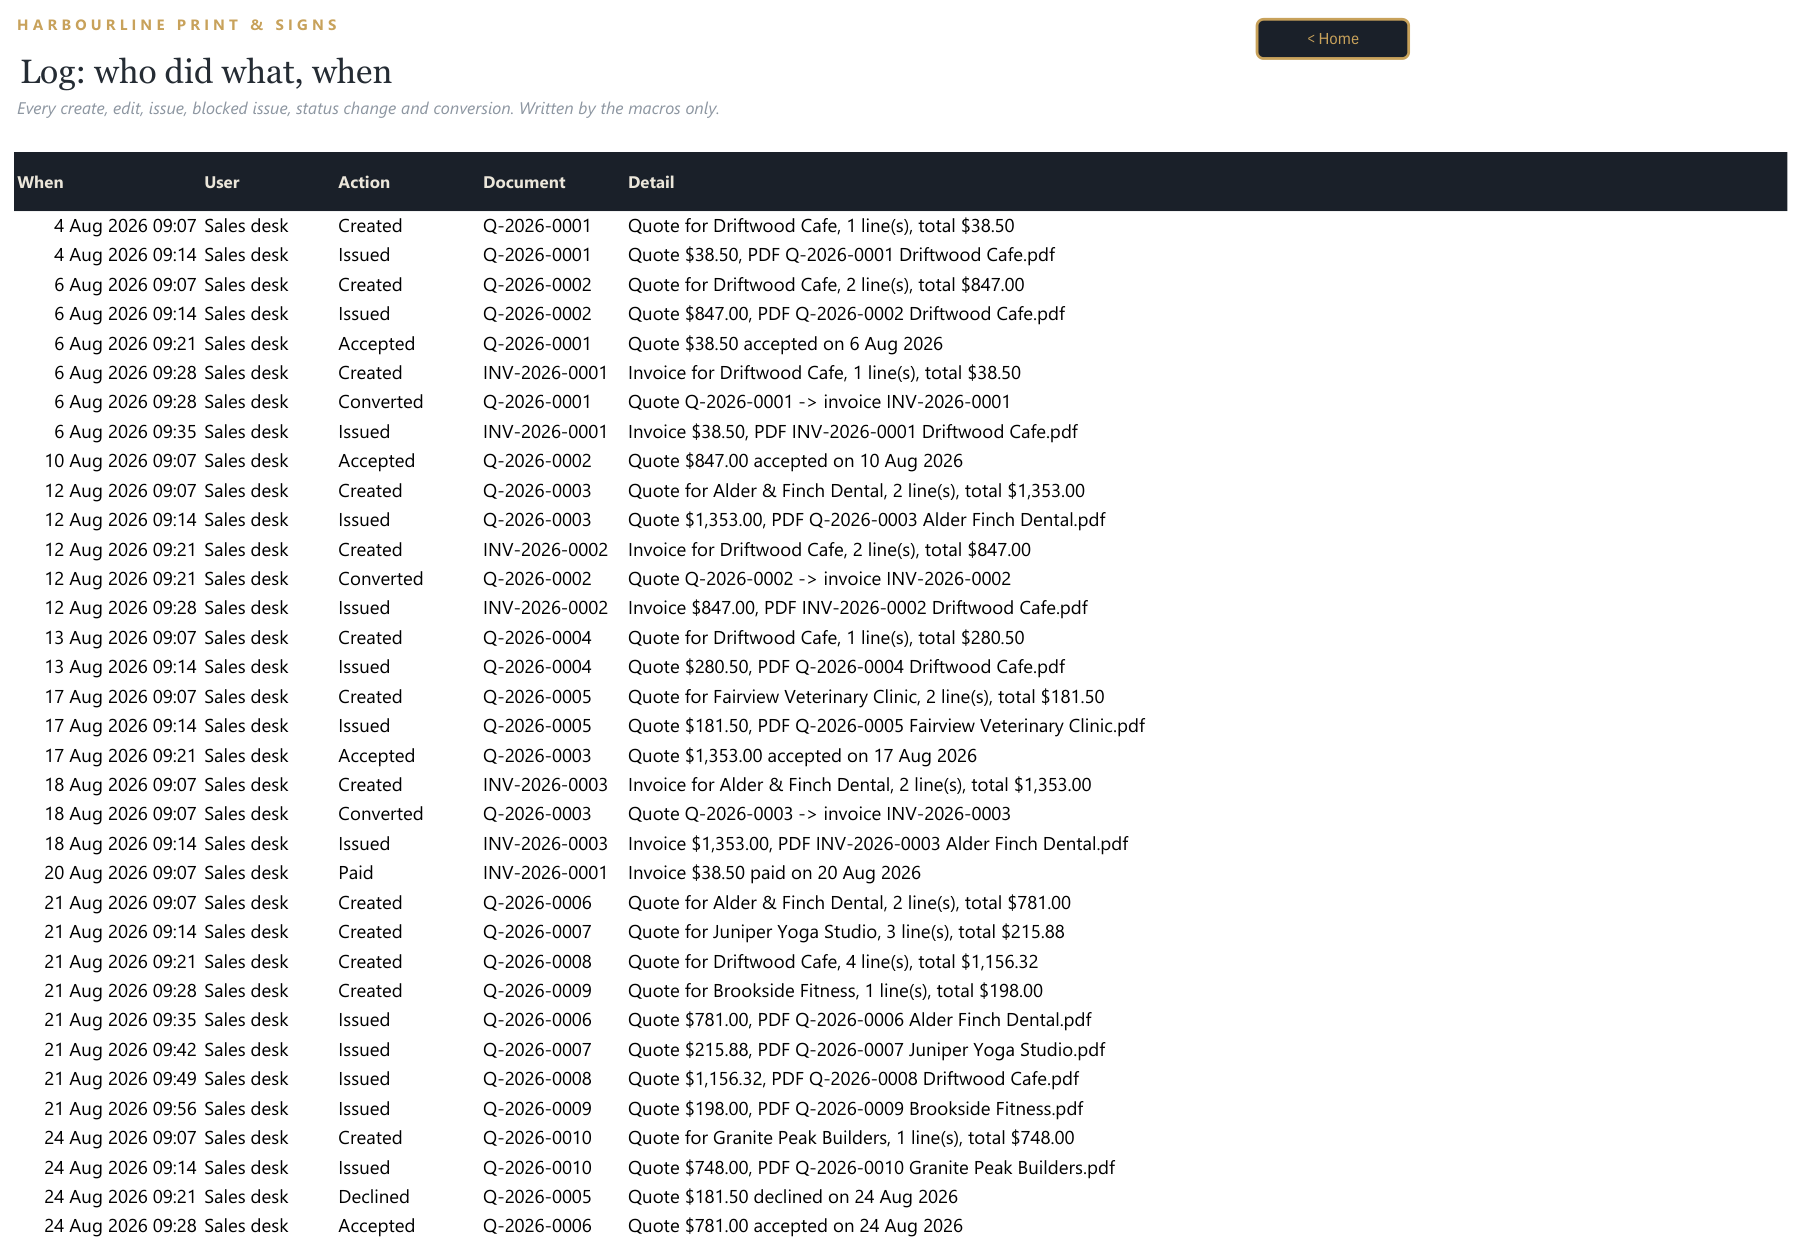 HARBOURLINE PRINT & SIGNS
< Home
Log: who did what, when
Every create, edit, issue, blocked issue, status change and conversion. Written by the macros only.
When User Action Document Detail
4 Aug 2026 09:07 Sales desk Created Q-2026-0001 Quote for Driftwood Cafe, 1 line(s), total $38.50
4 Aug 2026 09:14 Sales desk Issued Q-2026-0001 Quote $38.50, PDF Q-2026-0001 Driftwood Cafe.pdf
6 Aug 2026 09:07 Sales desk Created Q-2026-0002 Quote for Driftwood Cafe, 2 line(s), total $847.00
6 Aug 2026 09:14 Sales desk Issued Q-2026-0002 Quote $847.00, PDF Q-2026-0002 Driftwood Cafe.pdf
6 Aug 2026 09:21 Sales desk Accepted Q-2026-0001 Quote $38.50 accepted on 6 Aug 2026
6 Aug 2026 09:28 Sales desk Created INV-2026-0001 Invoice for Driftwood Cafe, 1 line(s), total $38.50
6 Aug 2026 09:28 Sales desk Converted Q-2026-0001 Quote Q-2026-0001 -> invoice INV-2026-0001
6 Aug 2026 09:35 Sales desk Issued INV-2026-0001 Invoice $38.50, PDF INV-2026-0001 Driftwood Cafe.pdf
10 Aug 2026 09:07 Sales desk Accepted Q-2026-0002 Quote $847.00 accepted on 10 Aug 2026
12 Aug 2026 09:07 Sales desk Created Q-2026-0003 Quote for Alder & Finch Dental, 2 line(s), total $1,353.00
12 Aug 2026 09:14 Sales desk Issued Q-2026-0003 Quote $1,353.00, PDF Q-2026-0003 Alder Finch Dental.pdf
12 Aug 2026 09:21 Sales desk Created INV-2026-0002 Invoice for Driftwood Cafe, 2 line(s), total $847.00
12 Aug 2026 09:21 Sales desk Converted Q-2026-0002 Quote Q-2026-0002 -> invoice INV-2026-0002
12 Aug 2026 09:28 Sales desk Issued INV-2026-0002 Invoice $847.00, PDF INV-2026-0002 Driftwood Cafe.pdf
13 Aug 2026 09:07 Sales desk Created Q-2026-0004 Quote for Driftwood Cafe, 1 line(s), total $280.50
13 Aug 2026 09:14 Sales desk Issued Q-2026-0004 Quote $280.50, PDF Q-2026-0004 Driftwood Cafe.pdf
17 Aug 2026 09:07 Sales desk Created Q-2026-0005 Quote for Fairview Veterinary Clinic, 2 line(s), total $181.50
17 Aug 2026 09:14 Sales desk Issued Q-2026-0005 Quote $181.50, PDF Q-2026-0005 Fairview Veterinary Clinic.pdf
17 Aug 2026 09:21 Sales desk Accepted Q-2026-0003 Quote $1,353.00 accepted on 17 Aug 2026
18 Aug 2026 09:07 Sales desk Created INV-2026-0003 Invoice for Alder & Finch Dental, 2 line(s), total $1,353.00
18 Aug 2026 09:07 Sales desk Converted Q-2026-0003 Quote Q-2026-0003 -> invoice INV-2026-0003
18 Aug 2026 09:14 Sales desk Issued INV-2026-0003 Invoice $1,353.00, PDF INV-2026-0003 Alder Finch Dental.pdf
20 Aug 2026 09:07 Sales desk Paid INV-2026-0001 Invoice $38.50 paid on 20 Aug 2026
21 Aug 2026 09:07 Sales desk Created Q-2026-0006 Quote for Alder & Finch Dental, 2 line(s), total $781.00
21 Aug 2026 09:14 Sales desk Created Q-2026-0007 Quote for Juniper Yoga Studio, 3 line(s), total $215.88
21 Aug 2026 09:21 Sales desk Created Q-2026-0008 Quote for Driftwood Cafe, 4 line(s), total $1,156.32
21 Aug 2026 09:28 Sales desk Created Q-2026-0009 Quote for Brookside Fitness, 1 line(s), total $198.00
21 Aug 2026 09:35 Sales desk Issued Q-2026-0006 Quote $781.00, PDF Q-2026-0006 Alder Finch Dental.pdf
21 Aug 2026 09:42 Sales desk Issued Q-2026-0007 Quote $215.88, PDF Q-2026-0007 Juniper Yoga Studio.pdf
21 Aug 2026 09:49 Sales desk Issued Q-2026-0008 Quote $1,156.32, PDF Q-2026-0008 Driftwood Cafe.pdf
21 Aug 2026 09:56 Sales desk Issued Q-2026-0009 Quote $198.00, PDF Q-2026-0009 Brookside Fitness.pdf
24 Aug 2026 09:07 Sales desk Created Q-2026-0010 Quote for Granite Peak Builders, 1 line(s), total $748.00
24 Aug 2026 09:14 Sales desk Issued Q-2026-0010 Quote $748.00, PDF Q-2026-0010 Granite Peak Builders.pdf
24 Aug 2026 09:21 Sales desk Declined Q-2026-0005 Quote $181.50 declined on 24 Aug 2026
24 Aug 2026 09:28 Sales desk Accepted Q-2026-0006 Quote $781.00 accepted on 24 Aug 2026